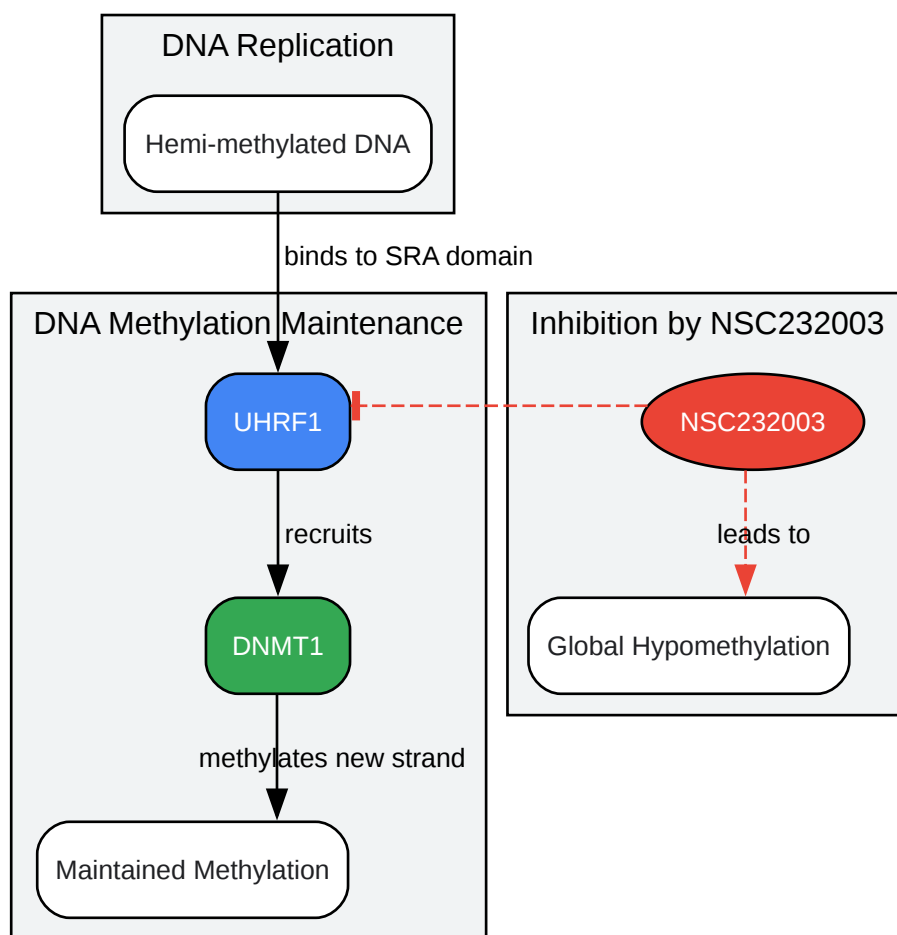 DNA Replication
Hemi-methylated DNA
binds to SRA domain
DNA Methylation Maintenance
Inhibition by NSC232003
UHRF1
NSC232003
recruits
leads to
DNMT1
Global Hypomethylation
methylates new strand
Maintained Methylation